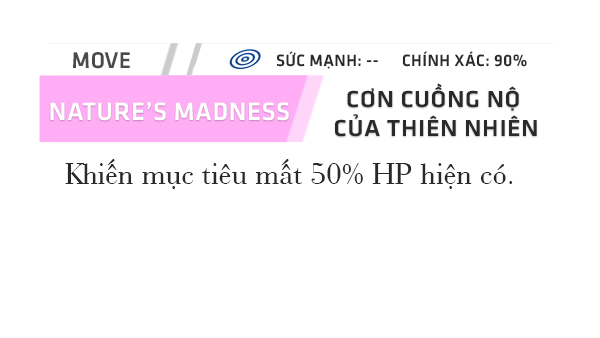 MOVE SỨC MẠNH: -- CHÍNH XÁC: 90%
NATURE'S MADNESS
CƠN CUỒNG NỘ
CỦA THIÊN NHIÊN
Khiến mục tiêu mất 50% HP hiện có.